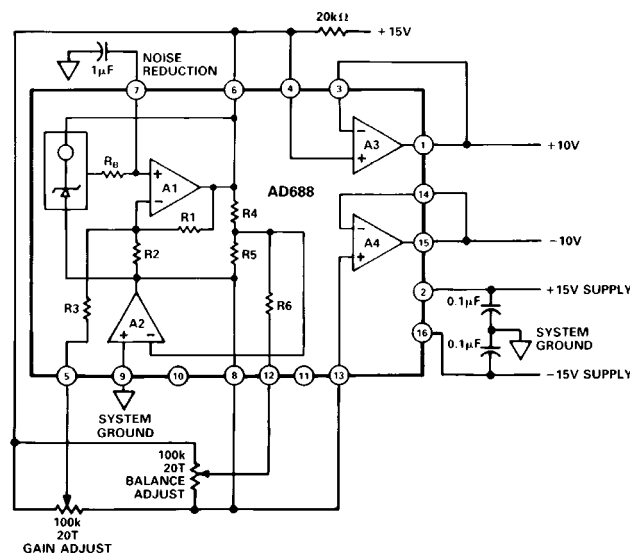 20kΩ
+15V
NOISE
REDUCTION
1μF
7
6
4
3
RB
+
−
A1
A3
−
+
1
+10V
AD688
R1
R4
14
R2
R5
A4
−
+
15
−10V
R3
R6
2
+15V SUPPLY
A2
+
−
0.1μF
16
SYSTEM
GROUND
0.1μF
−15V SUPPLY
5
9
10
8
12
11
13
SYSTEM
GROUND
100k
20T
BALANCE
ADJUST
100k
20T
GAIN ADJUST